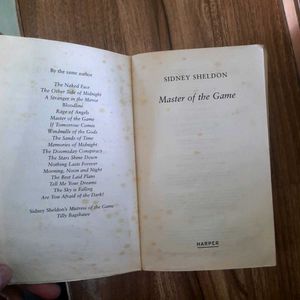 By the same author
The Naked Face
The Other Side of Midnight
A Stranger in the Mirror
Bloodline
Rage of Angels
Master of the Game
If Tomorrow Comes
Windmills of the Gods
The Sands of Time
Memories of Midnight
The Doomsday Conspiracy
The Stars Shine Down
Nothing Lasts Forever
Morning, Noon and Night
The Best Laid Plans
Tell Me Your Dreams
The Sky is Falling
Are You Afraid of the Dark?
Sidney Sheldon's Mistress of the Game
Tilly Bagshawe
SIDNEY SHELDON
Master of the Game
HARPER